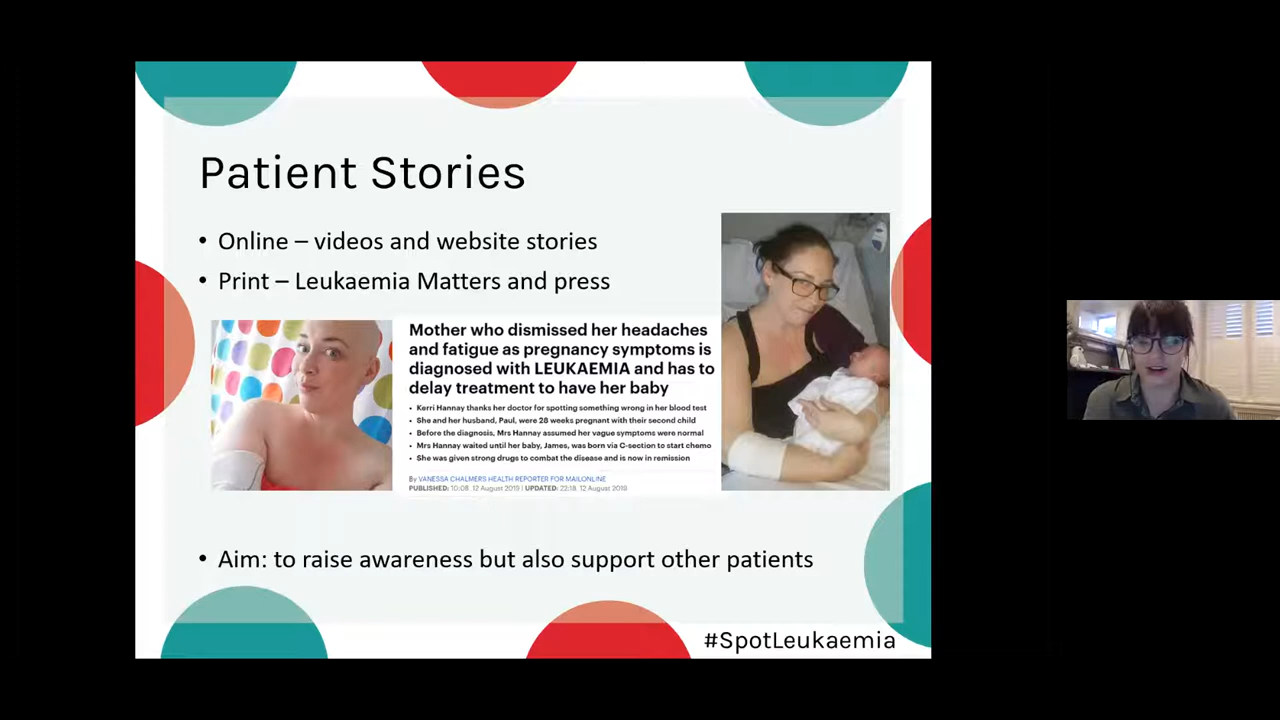 Patient Stories
• Online – videos and website stories
• Print – Leukaemia Matters and press
Mother who dismissed her headaches
and fatigue as pregnancy symptoms is
diagnosed with LEUKAEMIA and has to
delay treatment to have her baby
• Kerri Hannay thanks her doctor for spotting something wrong in her blood test
• She and her husband, Paul, were 28 weeks pregnant with their second child
• Before the diagnosis, Mrs Hannay assumed her vague symptoms were normal
• Mrs Hannay waited until her baby, James, was born via C-section to start chemo
• She was given strong drugs to combat the disease and is now in remission
By VANESSA CHALMERS HEALTH REPORTER FOR MAILONLINE
PUBLISHED: 10:08, 12 August 2019 | UPDATED: 22:18, 12 August 2019
• Aim: to raise awareness but also support other patients
#SpotLeukaemia